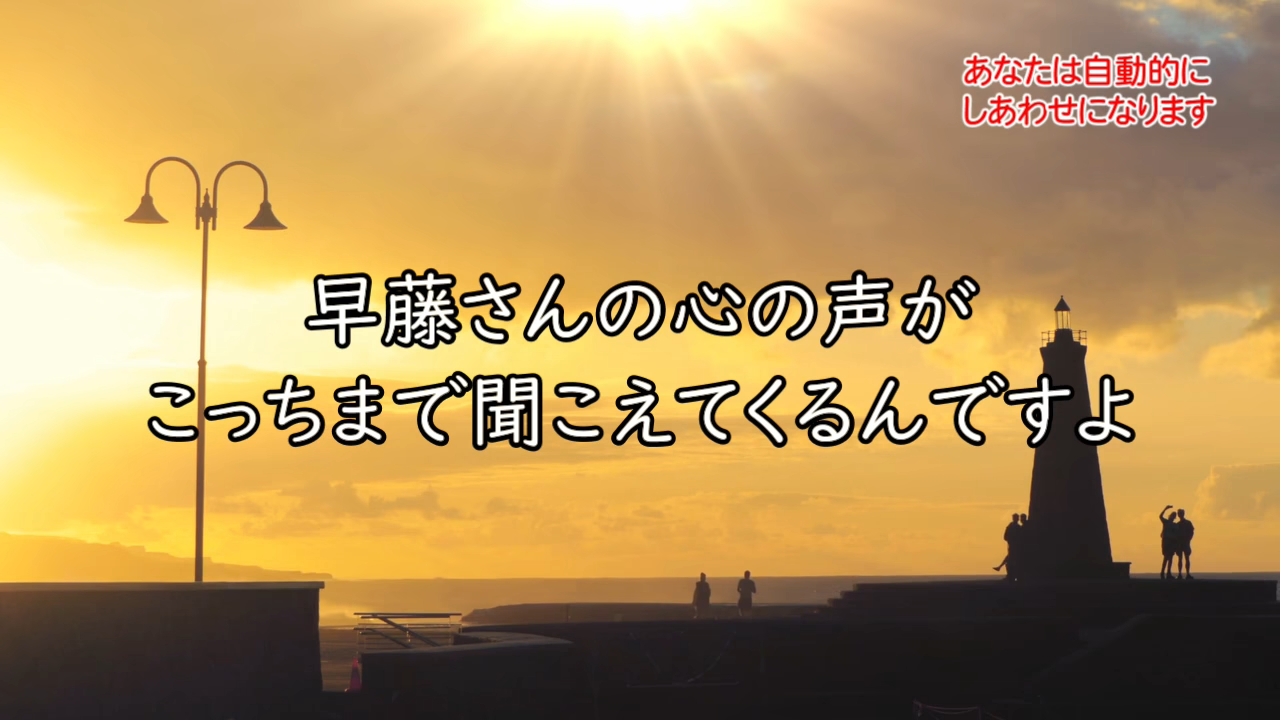 あなたは自動的に
しあわせになります
早藤さんの心の声が
こっちまで聞こえてくるんですよ